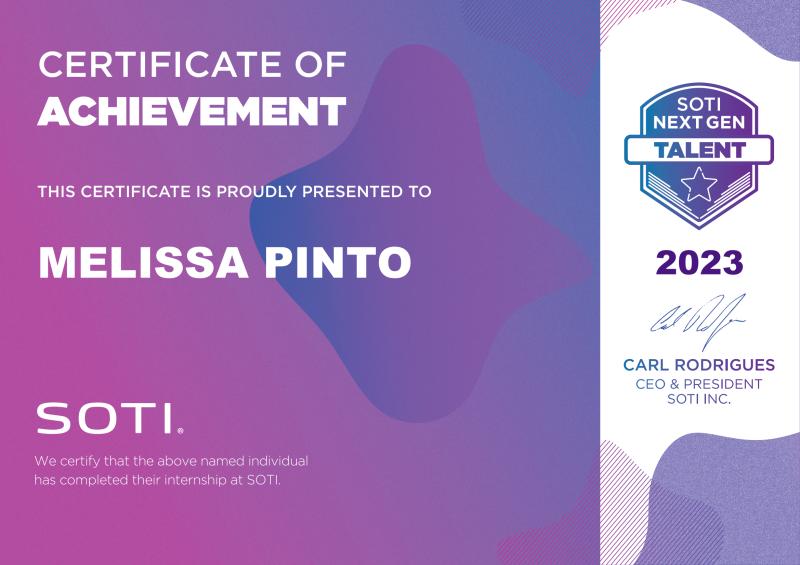 CERTIFICATE OF
ACHIEVEMENT
THIS CERTIFICATE IS PROUDLY PRESENTED TO
MELISSA PINTO
SOTI®
We certify that the above named individual
has completed their internship at SOTI.
SOTI
NEXT GEN
TALENT
2023
CARL RODRIGUES
CEO & PRESIDENT
SOTI INC.